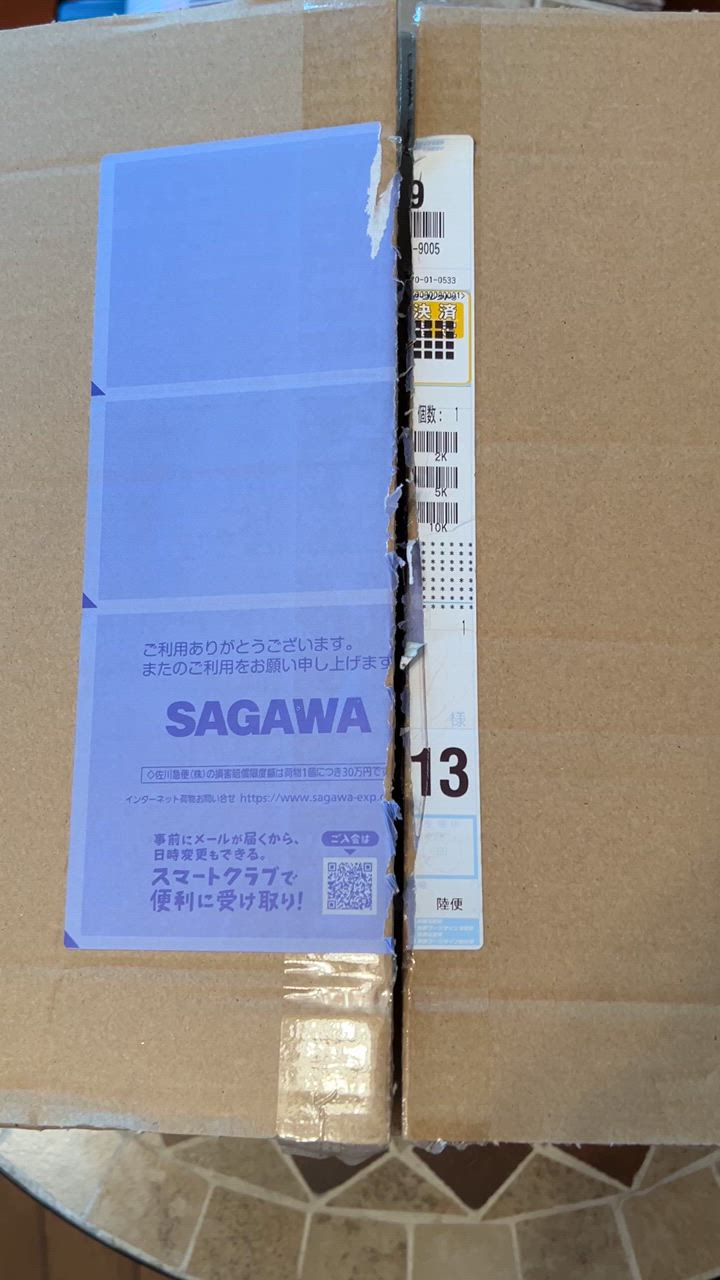 ご利用ありがとうございます。
またのご利用をお願い申し上げます
SAGAWA
◇佐川急便(株)の損害賠償限度額は荷物1個につき30万円です
インターネット荷物お問い合せ https://www.sagawa-exp.c
事前にメールが届くから、
日時変更もできる。
スマートクラブで
便利に受け取り!
ご入会は
9
-9005
70-01-0533
決済
個数: 1
2K
5K
10K
1
様
13
陸便